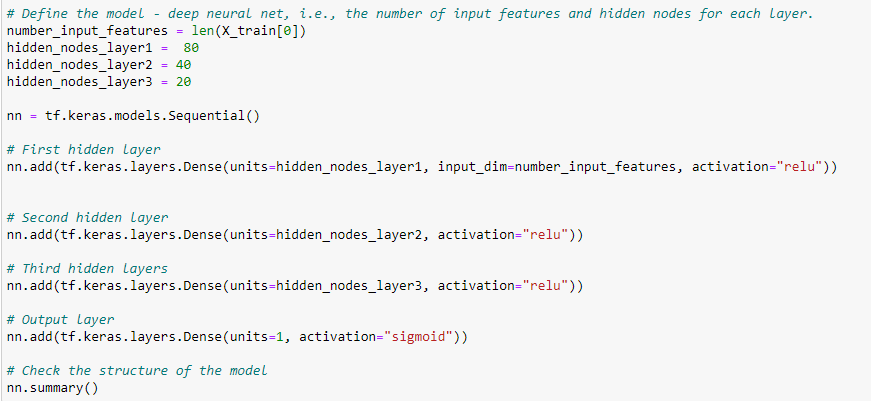 # Define the model - deep neural net, i.e., the number of input features and hidden nodes for each layer.
number_input_features = len(X_train[0])
hidden_nodes_layer1 =  80
hidden_nodes_layer2 = 40
hidden_nodes_layer3 = 20
nn = tf.keras.models.Sequential()
# First hidden layer
nn.add(tf.keras.layers.Dense(units=hidden_nodes_layer1, input_dim=number_input_features, activation="relu"))
# Second hidden layer
nn.add(tf.keras.layers.Dense(units=hidden_nodes_layer2, activation="relu"))
# Third hidden layers
nn.add(tf.keras.layers.Dense(units=hidden_nodes_layer3, activation="relu"))
# Output layer
nn.add(tf.keras.layers.Dense(units=1, activation="sigmoid"))
# Check the structure of the model
nn.summary()